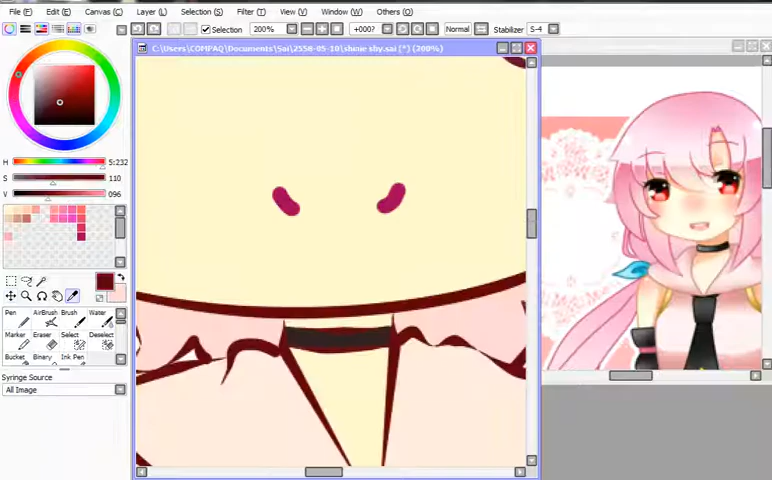 File (F) Edit (E) Canvas (C) Layer (L) Selection (S) Filter (T) View (V) Window (W) Others (O)
Selection 200% +000? Normal Stabilizer S-4
C:\Users\COMPAQ\Documents\Sai\2558-05-10\shinie sby.sai (*) (200%)
H 5:232
S 110
V 096
Pen AirBrush Brush Water
Marker Eraser Select Deselect
Bucket Binary Ink Pen
Syringe Source
All Image